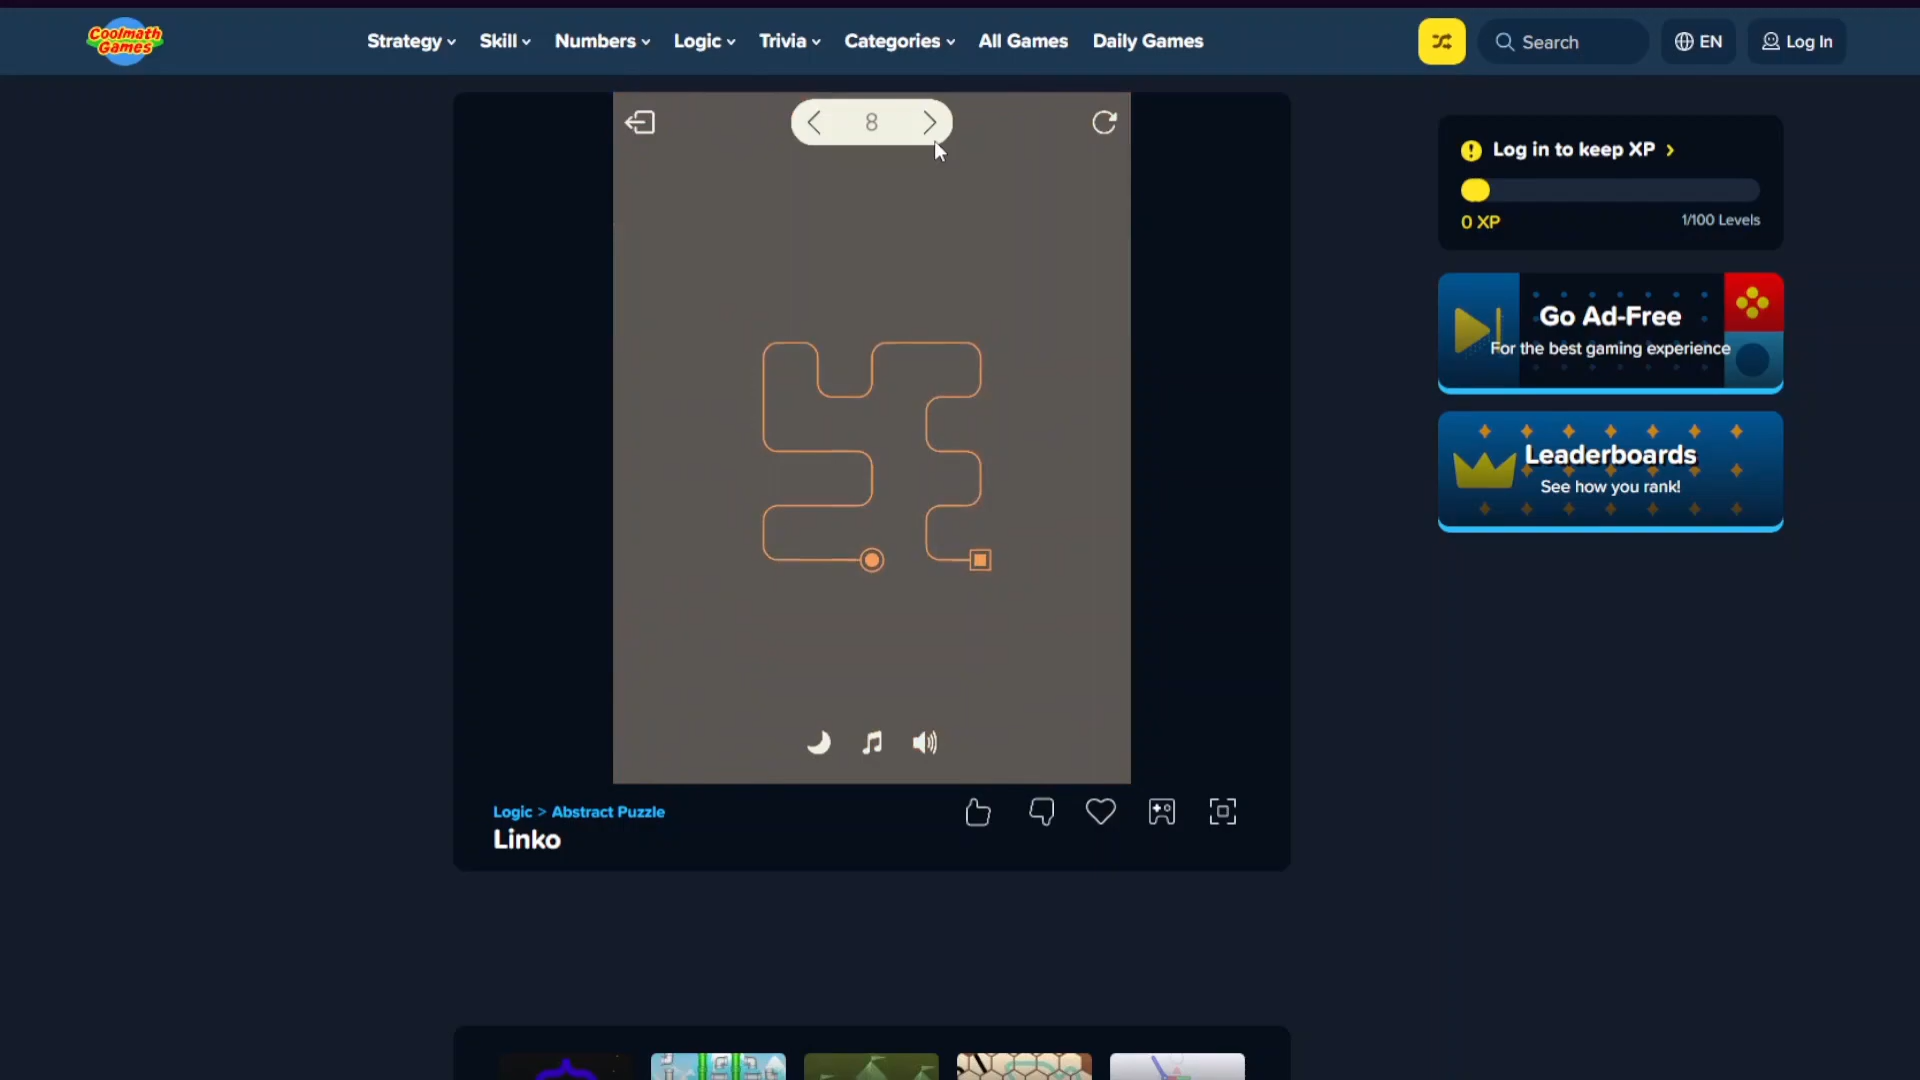 Coolmath Games
Strategy Skill Numbers Logic Trivia Categories All Games Daily Games
Search
EN
Log In
8
Log in to keep XP
0 XP
1/100 Levels
Go Ad-Free
For the best gaming experience
Leaderboards
See how you rank!
Logic > Abstract Puzzle
Linko